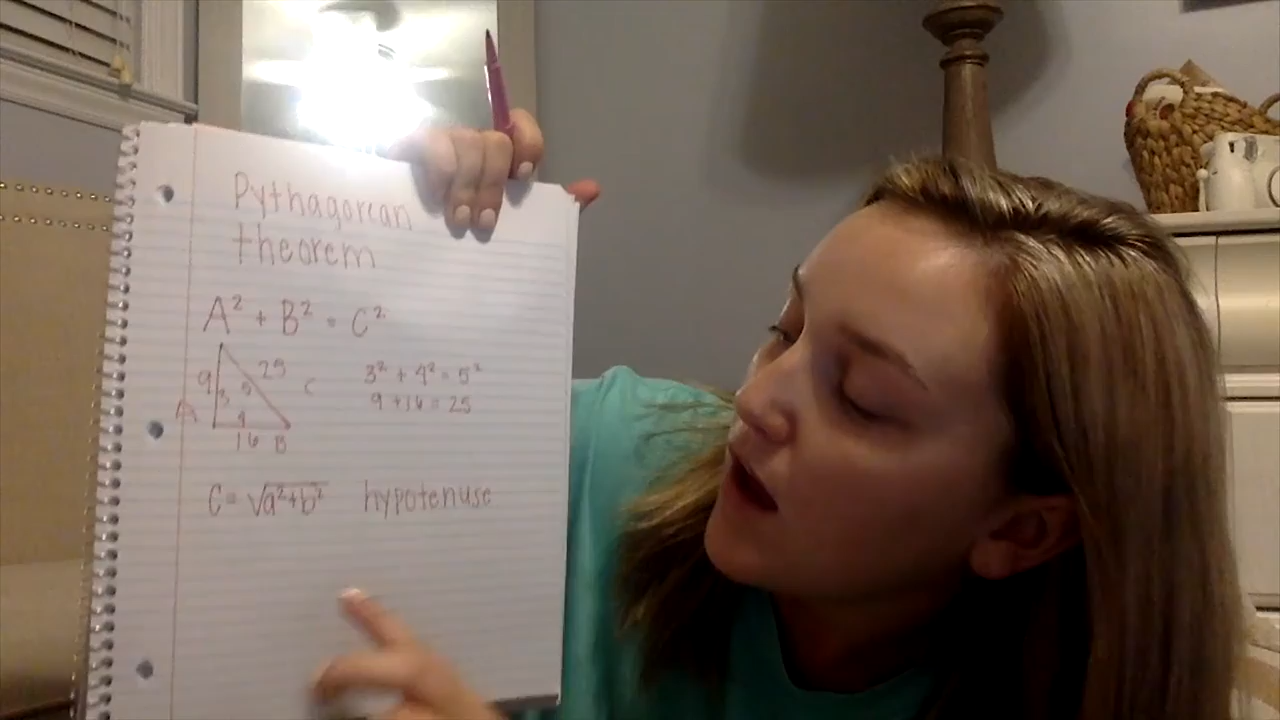 Pythagorean
theorem
A² + B² = C²
25
9 3 5 C
A 4
16 B
3² + 4² = 5²
9 + 16 = 25
C = √a²+b² hypotenuse